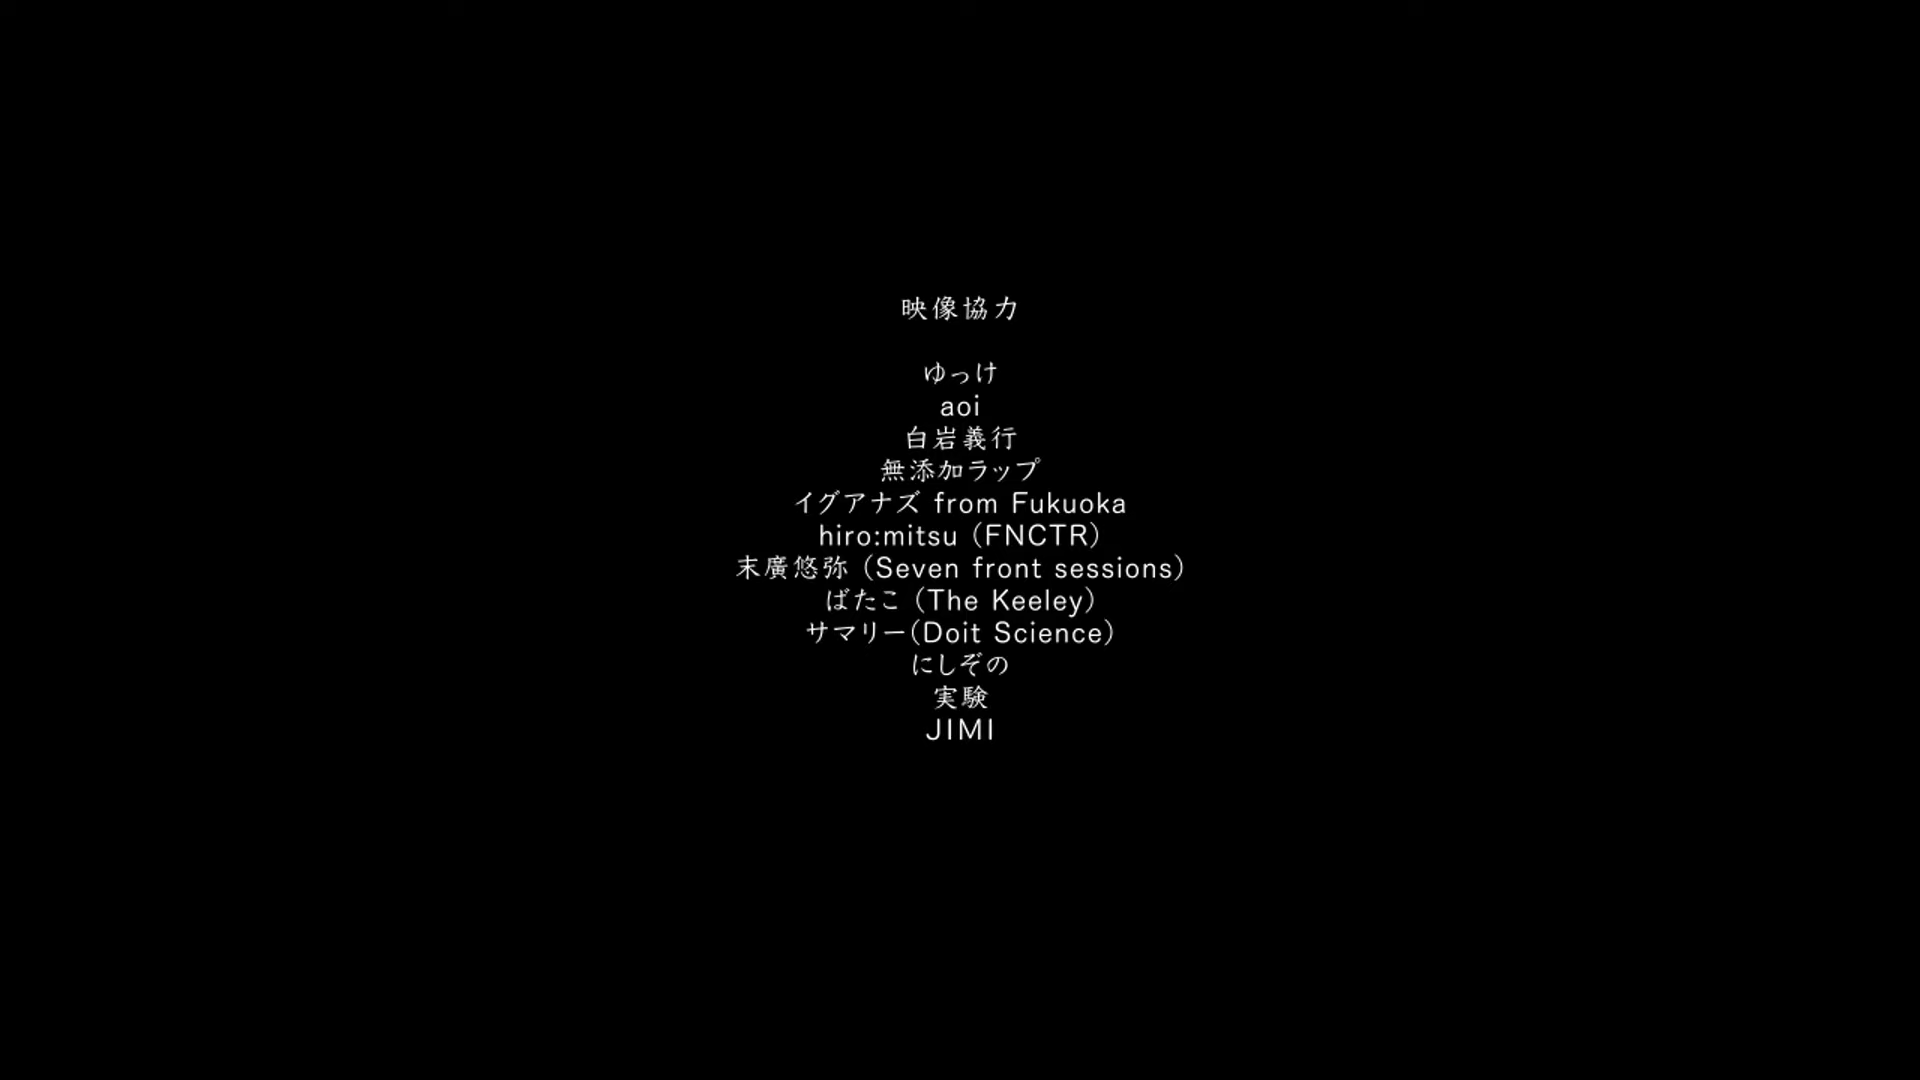 映像協力
ゆっけ
aoi
白岩義行
無添加ラップ
イグアナズ from Fukuoka
hiro:mitsu (FNCTR)
末廣悠弥 (Seven front sessions)
ばたこ (The Keeley)
サマリー(Doit Science)
にしぞの
実験
JIMI